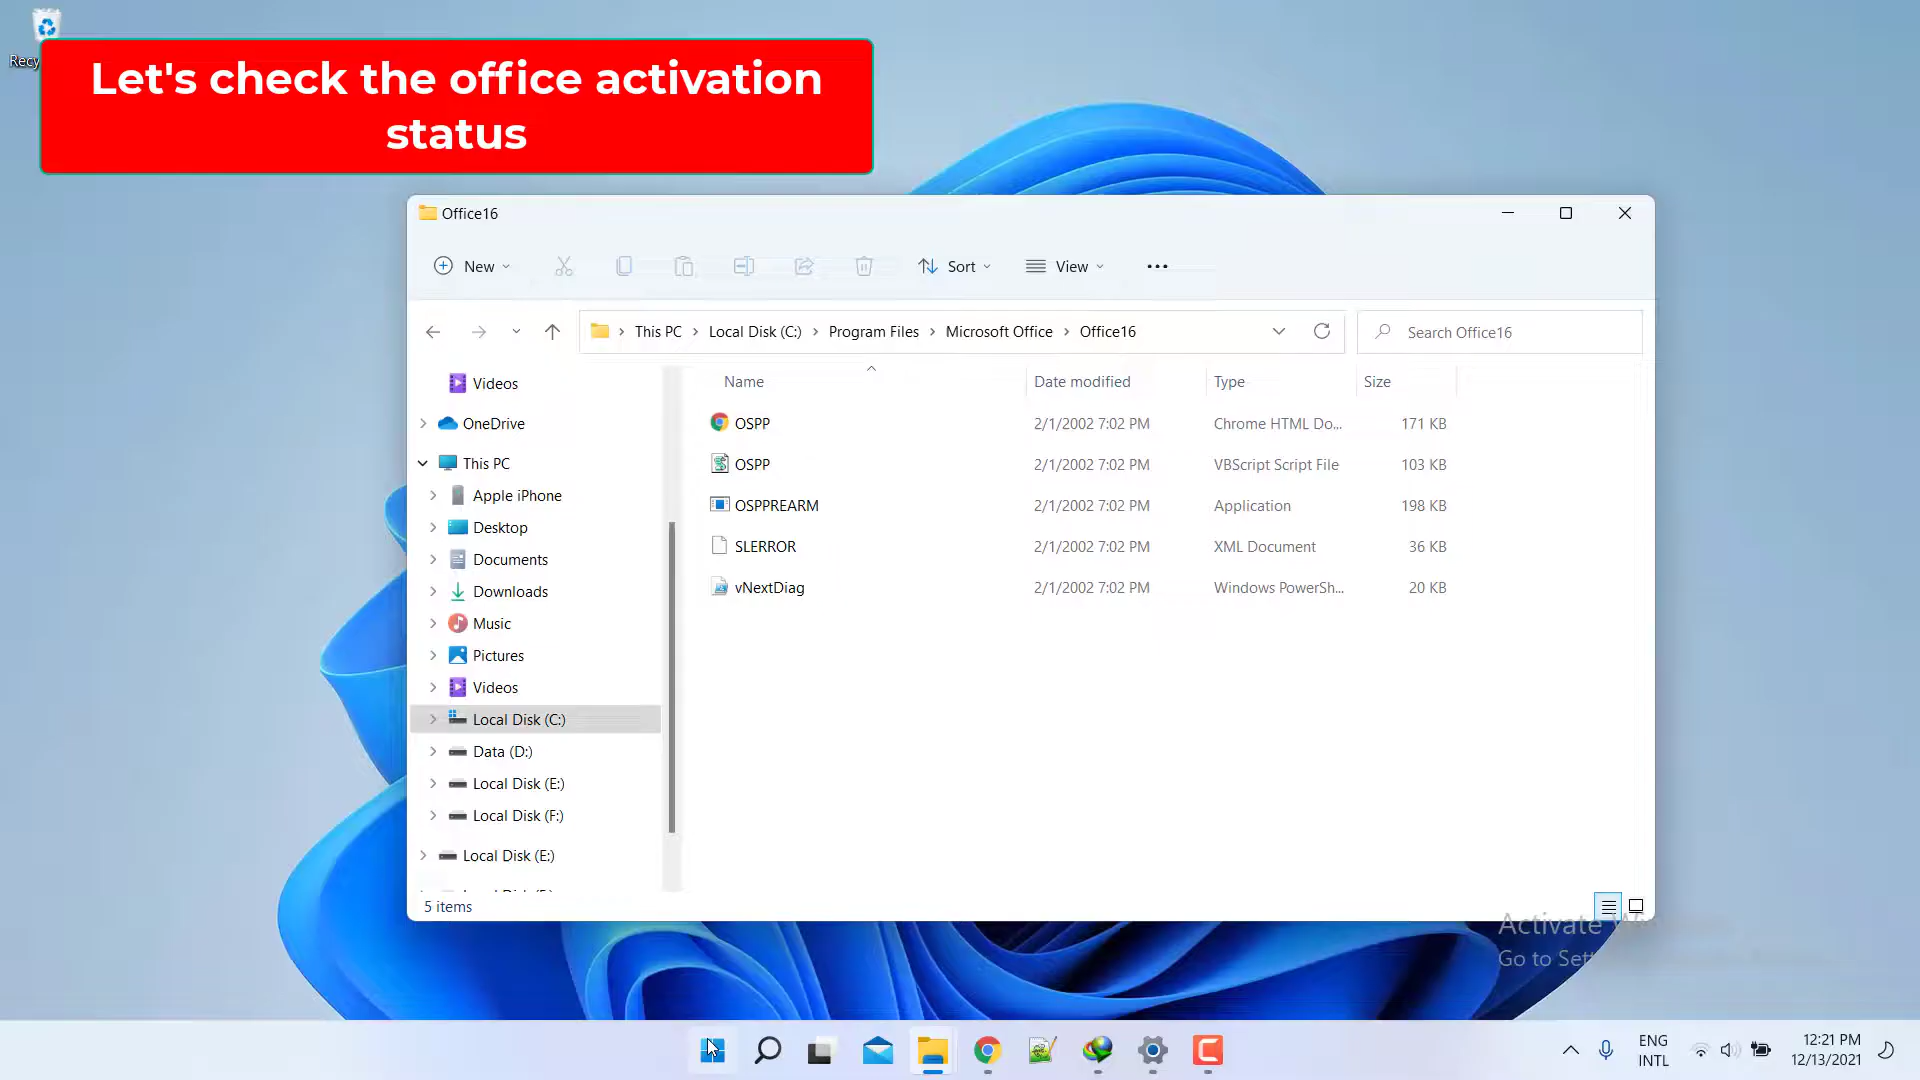 Recy
Let's check the office activation
status
Office16
New
Sort
View
This PC
Local Disk (C:)
Program Files
Microsoft Office
Office16
Search Office16
Name
Date modified
Type
Size
Videos
OneDrive
This PC
Apple iPhone
Desktop
Documents
Downloads
Music
Pictures
Videos
Local Disk (C:)
Data (D:)
Local Disk (E:)
Local Disk (F:)
Local Disk (E:)
OSPP 2/1/2002 7:02 PM Chrome HTML Do... 171 KB
OSPP 2/1/2002 7:02 PM VBScript Script File 103 KB
OSPPREARM 2/1/2002 7:02 PM Application 198 KB
SLERROR 2/1/2002 7:02 PM XML Document 36 KB
vNextDiag 2/1/2002 7:02 PM Windows PowerSh... 20 KB
5 items
Activate
Go to
ENG
INTL
12:21 PM
12/13/2021